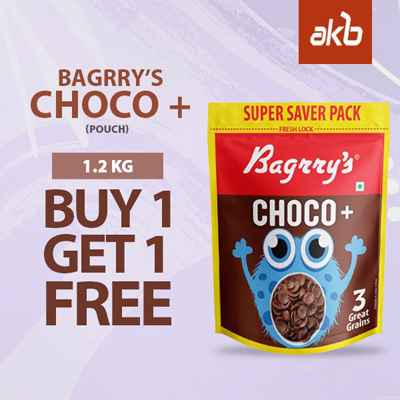 akb
BAGRRY'S
CHOCO +
(POUCH)
1.2 KG
BUY 1
GET 1
FREE
SUPER SAVER PACK
FRESH LOCK
Bagrry's®
CHOCO+
3
Great
Grains